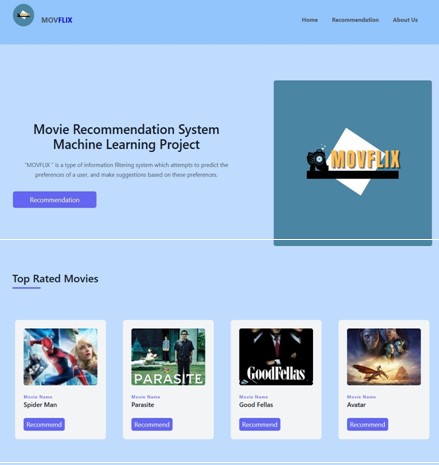 MOVFLIX
Home
Recommendation
About Us
Movie Recommendation System
Machine Learning Project
"MOVFLIX " is a type of information filtering system which attempts to predict the
preferences of a user, and make suggestions based on these preferences.
Recommendation
MOVFLIX
Top Rated Movies
PARASITE
GoodFellas
Movie Name
Spider Man
Recommend
Movie Name
Parasite
Recommend
Movie Name
Good Fellas
Recommend
Movie Name
Avatar
Recommend